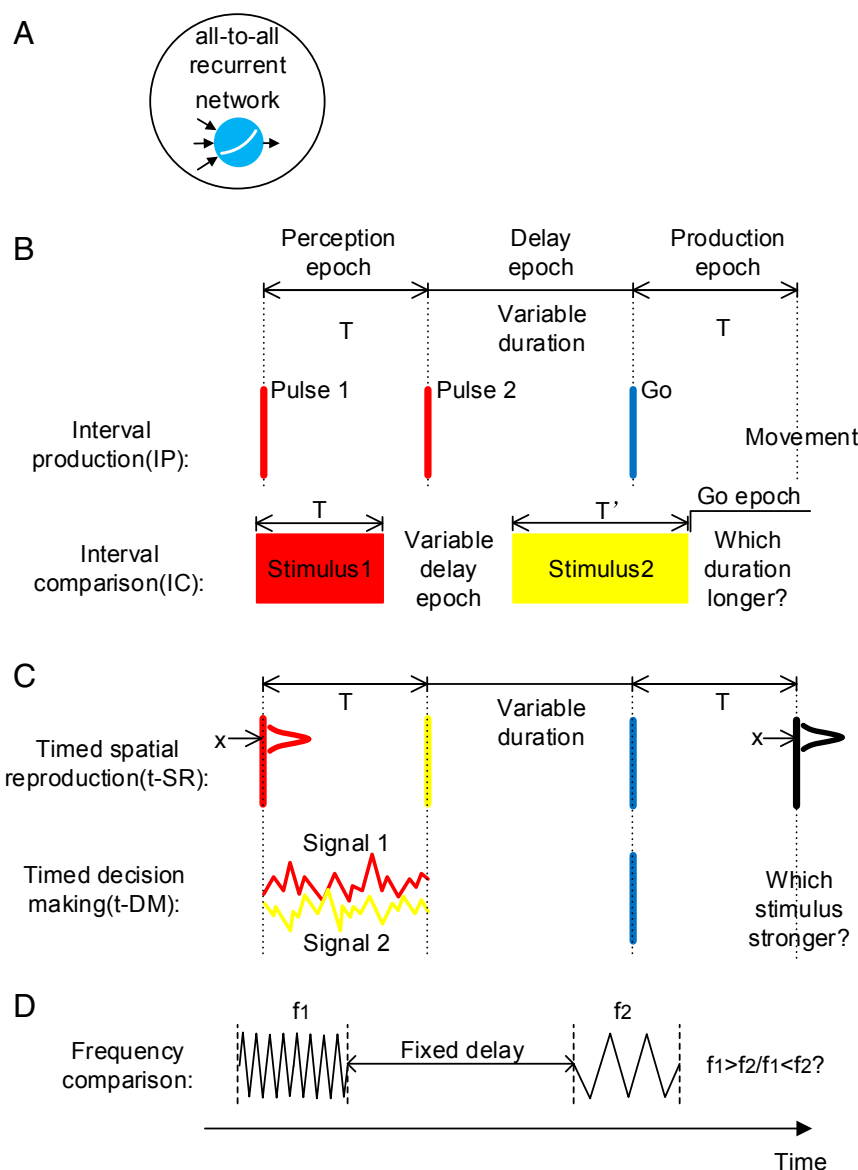 A
all-to-all
recurrent
network
B
Perception
epoch
Delay
epoch
Production
epoch
T
Variable
duration
T
Pulse 1
Pulse 2
Go
Interval
production(IP):
Movement
Go epoch
T
T’
Interval
comparison(IC):
Stimulus1
Variable
delay
epoch
Stimulus2
Which
duration
longer?
C
T
Variable
duration
T
Timed spatial
reproduction(t-SR):
x
x
Signal 1
Timed decision
making(t-DM):
Signal 2
Which
stimulus
stronger?
D
f1
f2
Frequency
comparison:
Fixed delay
f1>f2/f1<f2?
Time